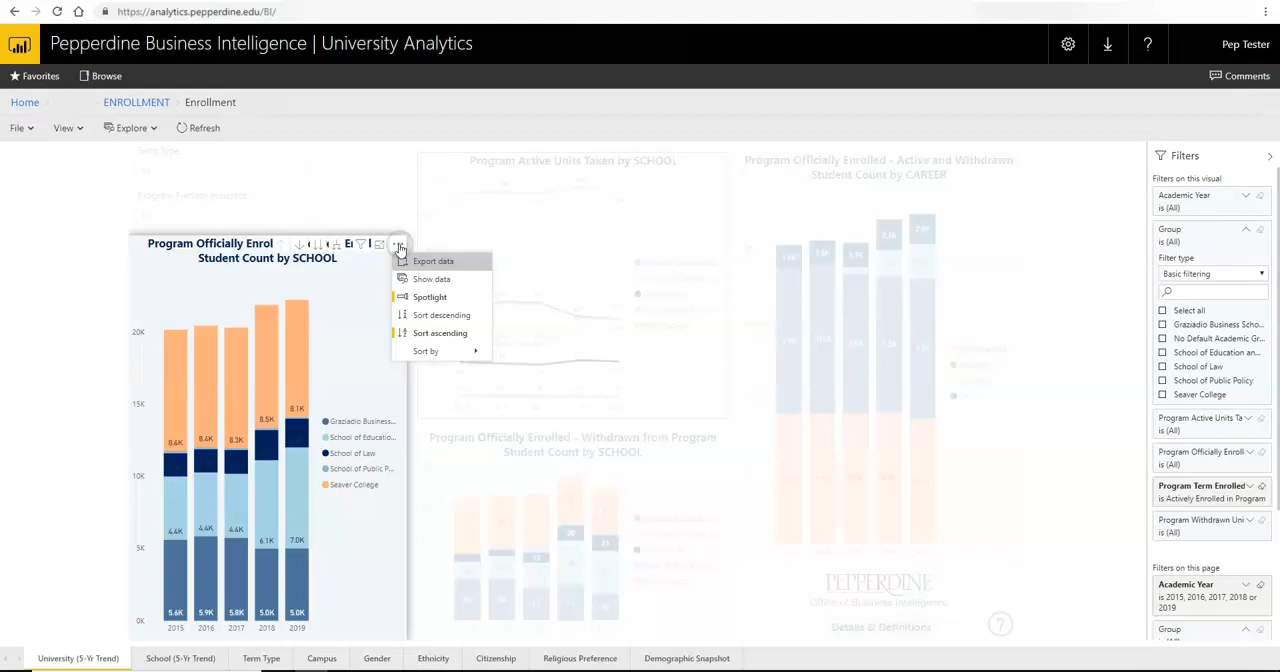 https://analytics.pepperdine.edu/BI/
Pepperdine Business Intelligence | University Analytics
?
Pep Tester
Favorites
Browse
Comments
Home
ENROLLMENT
Enrollment
File
View
Explore
Refresh
Term Type
Program Active Units Taken by SCHOOL
Program Officially Enrolled - Active and Withdrawn
Student Count by CAREER
Program Officially Enrol
Student Count by SCHOOL
Export data
Show data
Spotlight
Sort descending
Sort ascending
Sort by
20K
15K
10K
5K
0K
8.4K
8.4K
8.3K
8.5K
8.1K
4.4K
4.4K
4.4K
6.1K
7.0K
5.6K
5.9K
5.8K
5.0K
5.0K
2015
2016
2017
2018
2019
Graziadio Business...
School of Educatio...
School of Law
School of Public P...
Seaver College
Program Officially Enrolled - Withdrawn from Program
Student Count by SCHOOL
PEPPERDINE
Office of Business Intelligence
Details & Definitions
?
Filters
Filters on this visual
Academic Year
is (All)
Group
is (All)
Filter type
Basic filtering
Select all
Graziadio Business Scho...
No Default Academic Gr...
School of Education an...
School of Law
School of Public Policy
Seaver College
Program Active Units Ta
is (All)
Program Officially Enroll
is (All)
Program Term Enrolled
is Actively Enrolled in Program
Program Withdrawn Uni
is (All)
Filters on this page
Academic Year
is 2015, 2016, 2017, 2018 or
2019
Group
is (All)
University (5-Yr Trend)
School (5-Yr Trend)
Term Type
Campus
Gender
Ethnicity
Citizenship
Religious Preference
Demographic Snapshot